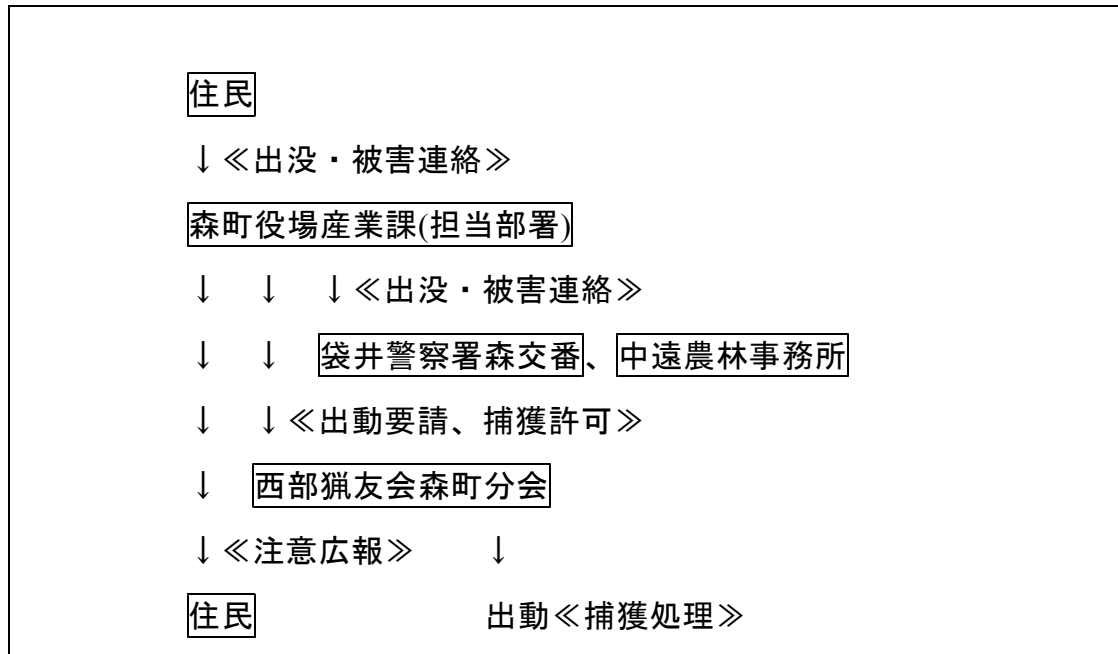 住民
↓≪出没・被害連絡≫
森町役場産業課(担当部署)
↓ ↓ ↓≪出没・被害連絡≫
↓ ↓ 袋井警察署森交番、中遠農林事務所
↓ ↓≪出動要請、捕獲許可≫
↓ 西部猟友会森町分会
↓≪注意広報≫ ↓
住民 出動≪捕獲処理≫